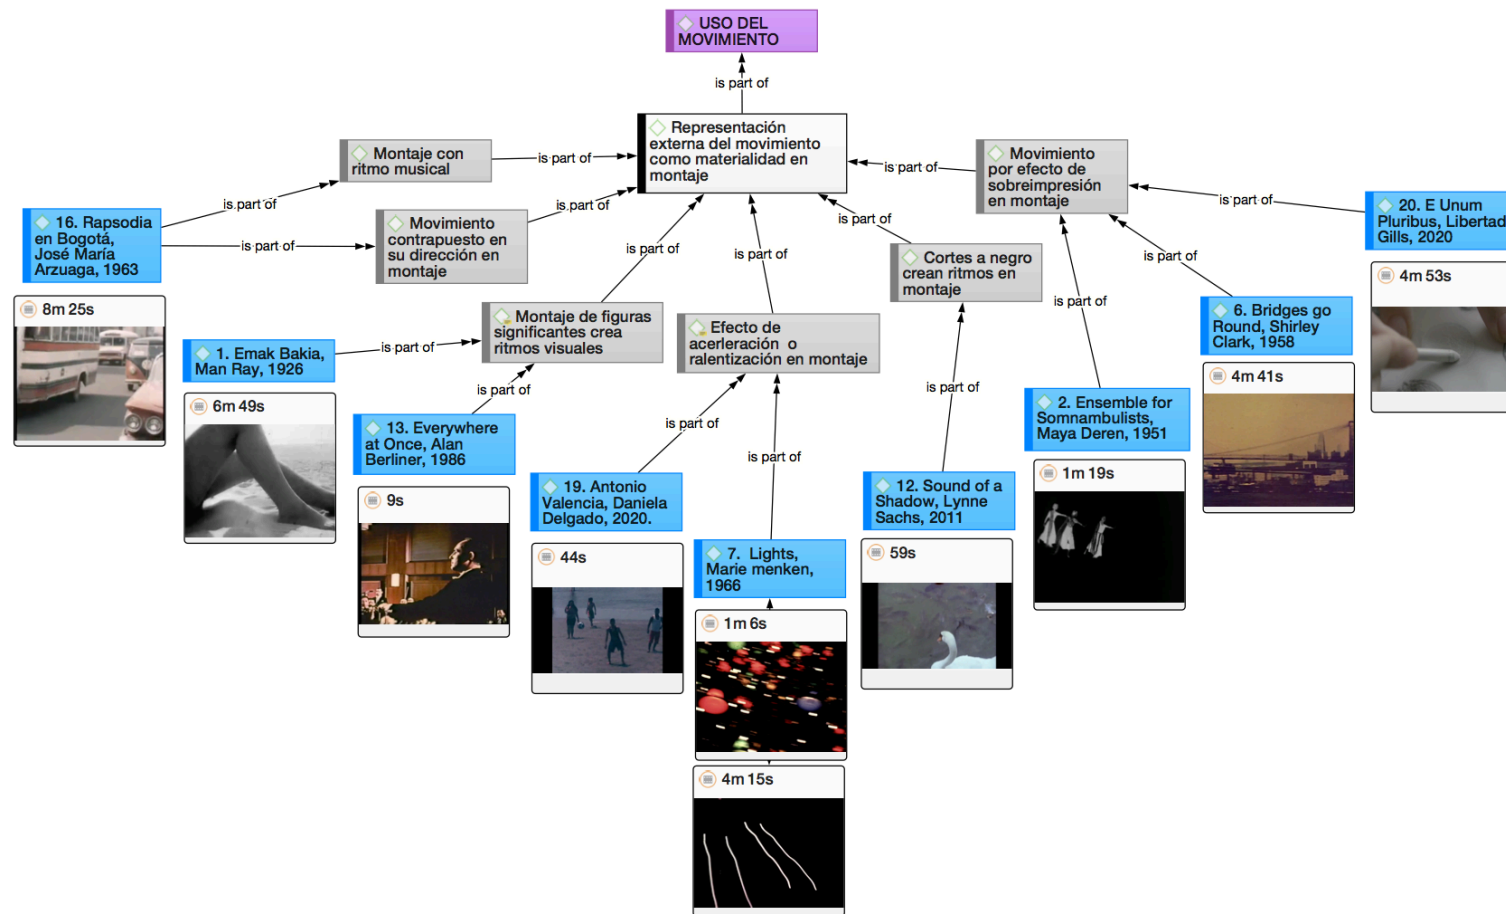 USO DEL
MOVIMIENTO
is part of
Representación
externa del movimiento
como materialidad en
montaje
Montaje con
ritmo musical
is part of
is part of
Movimiento
por efecto de
sobreimpresión
en montaje
is part of
is part of
is part of
16. Rapsodia
en Bogotá,
José María
Arzuaga, 1963
is part of
Movimiento
contrapuesto en
su dirección en
montaje
is part of
is part of
is part of
is part of
Cortes a negro
crean ritmos en
montaje
is part of
20. E Unum
Pluribus, Libertad
Gills, 2020
8m 25s
4m 53s
1. Emak Bakia,
Man Ray, 1926
is part of
Montaje de figuras
significantes crea
ritmos visuales
Efecto de
acerleración o
ralentización en montaje
is part of
6. Bridges go
Round, Shirley
Clark, 1958
6m 49s
is part of
is part of
4m 41s
13. Everywhere
at Once, Alan
Berliner, 1986
is part of
2. Ensemble for
Somnambulists,
Maya Deren, 1951
is part of
9s
19. Antonio
Valencia, Daniela
Delgado, 2020.
12. Sound of a
Shadow, Lynne
Sachs, 2011
1m 19s
44s
7. Lights,
Marie menken,
1966
59s
1m 6s
4m 15s